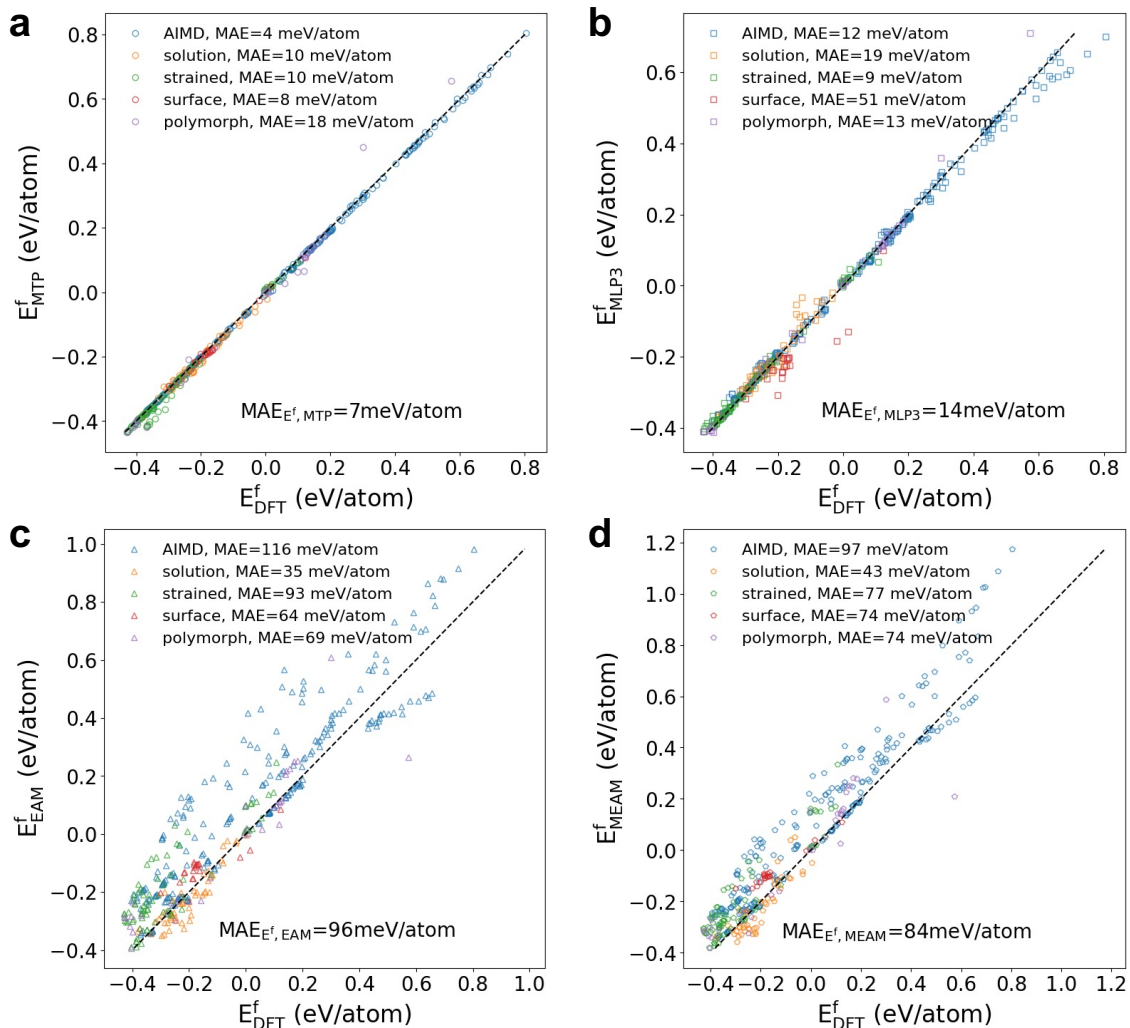 a
AIMD, MAE=4 meV/atom
solution, MAE=10 meV/atom
strained, MAE=10 meV/atom
surface, MAE=8 meV/atom
polymorph, MAE=18 meV/atom
0.8
0.6
0.4
0.2
0.0
−0.2
−0.4
E^f_MTP (eV/atom)
MAE_E^f, MTP=7meV/atom
−0.4 −0.2 0.0 0.2 0.4 0.6 0.8
E^f_DFT (eV/atom)
b
AIMD, MAE=12 meV/atom
solution, MAE=19 meV/atom
strained, MAE=9 meV/atom
surface, MAE=51 meV/atom
polymorph, MAE=13 meV/atom
0.6
0.4
0.2
0.0
−0.2
−0.4
E^f_MLP3 (eV/atom)
MAE_E^f, MLP3=14meV/atom
−0.4 −0.2 0.0 0.2 0.4 0.6 0.8
E^f_DFT (eV/atom)
c
AIMD, MAE=116 meV/atom
solution, MAE=35 meV/atom
strained, MAE=93 meV/atom
surface, MAE=64 meV/atom
polymorph, MAE=69 meV/atom
1.0
0.8
0.6
0.4
0.2
0.0
−0.2
−0.4
E^f_EAM (eV/atom)
MAE_E^f, EAM=96meV/atom
−0.4 −0.2 0.0 0.2 0.4 0.6 0.8 1.0
E^f_DFT (eV/atom)
d
AIMD, MAE=97 meV/atom
solution, MAE=43 meV/atom
strained, MAE=77 meV/atom
surface, MAE=74 meV/atom
polymorph, MAE=74 meV/atom
1.2
1.0
0.8
0.6
0.4
0.2
0.0
−0.2
−0.4
E^f_MEAM (eV/atom)
MAE_E^f, MEAM=84meV/atom
−0.4 −0.2 0.0 0.2 0.4 0.6 0.8 1.0 1.2
E^f_DFT (eV/atom)